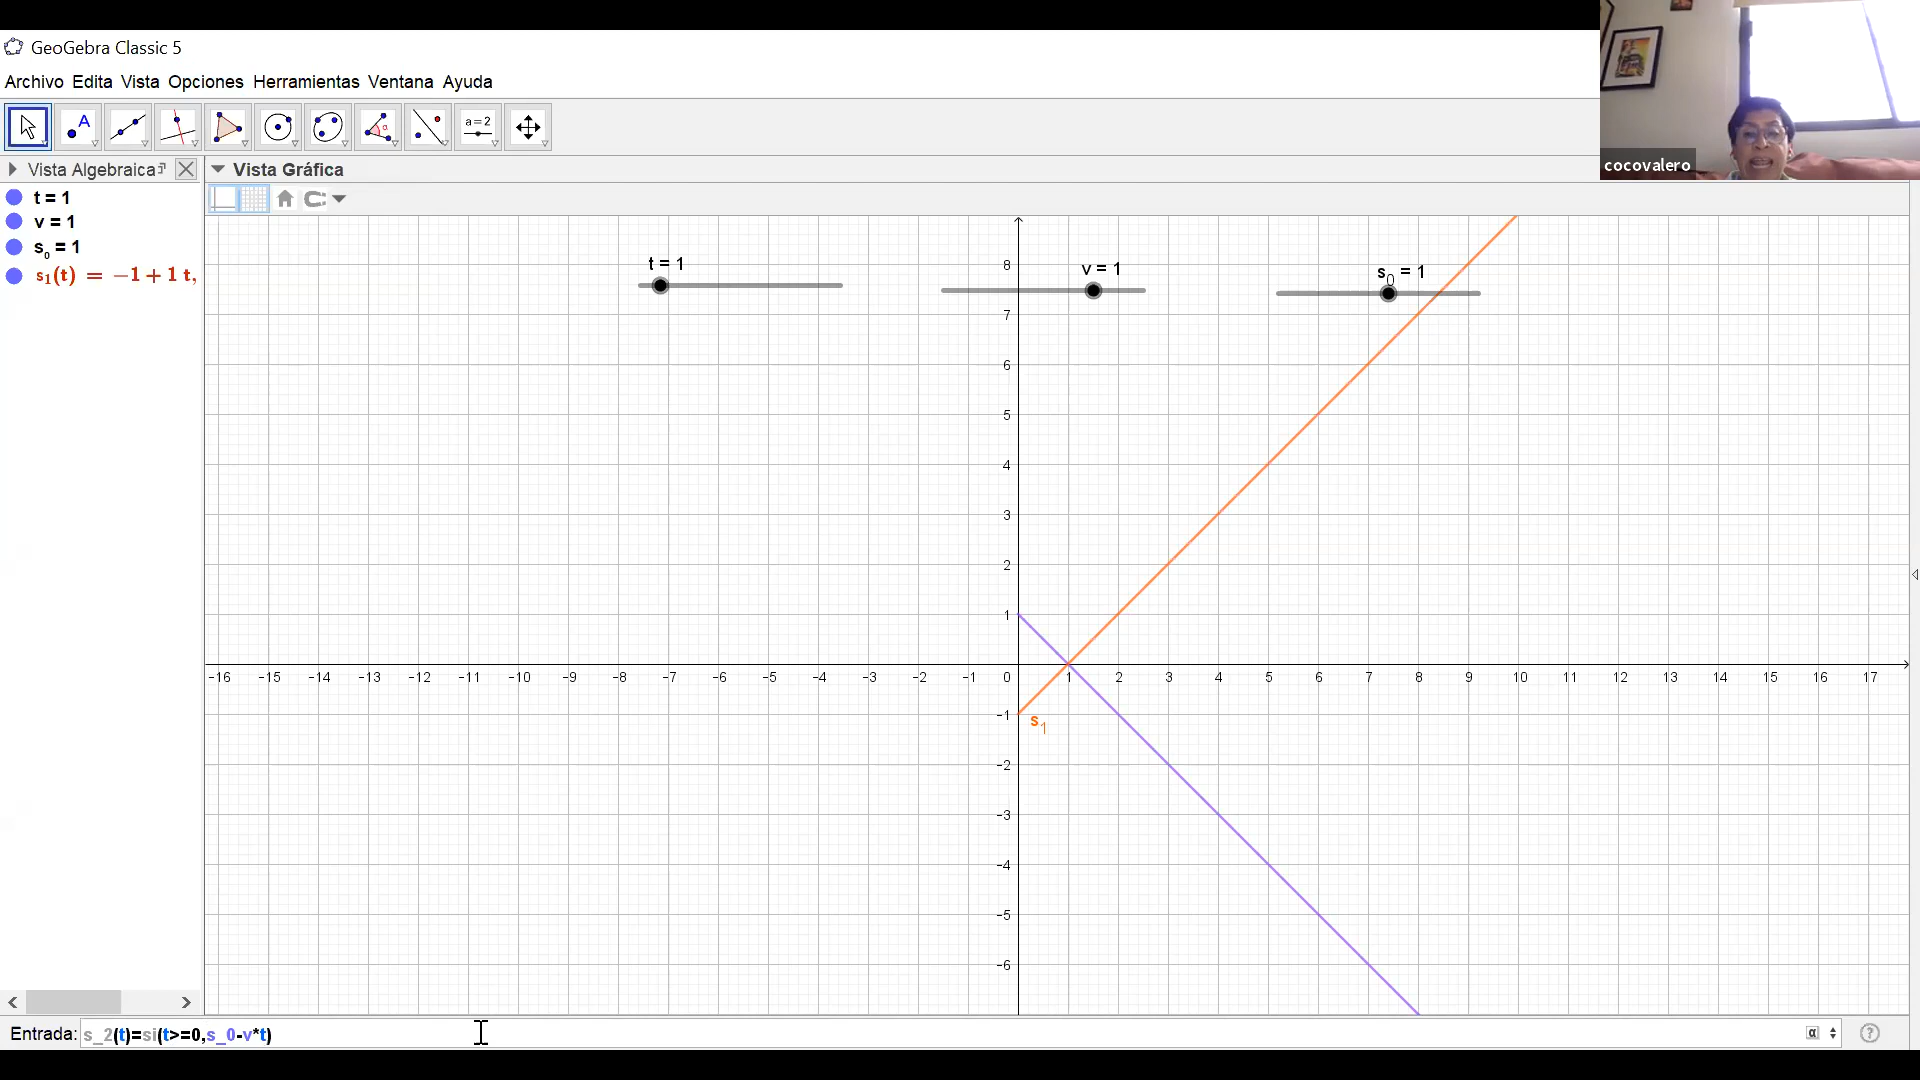 GeoGebra Classic 5
Archivo Edita Vista Opciones Herramientas Ventana Ayuda
A
α
a=2
cocovalero
Vista Algebraica
Vista Gráfica
t = 1
v = 1
s₀ = 1
s₁(t) = −1 + 1 t,
t = 1
v = 1
s₀ = 1
8
7
6
5
4
3
2
1
-16 -15 -14 -13 -12 -11 -10 -9 -8 -7 -6 -5 -4 -3 -2 -1 0 1 2 3 4 5 6 7 8 9 10 11 12 13 14 15 16 17
-1
s₁
-2
-3
-4
-5
-6
Entrada: s_2(t)=si(t>=0,s_0-v*t)
α
?